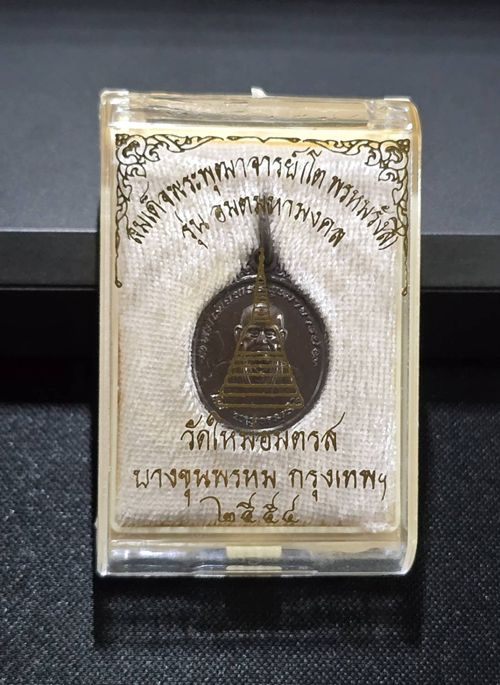 สมเด็จพระพุฒาจารย์(โต พรหมรังสี)
รุ่น อมตมหามงคล
วัดใหม่อมตรส
บางขุนพรหม กรุงเทพฯ
๒๕๕๔